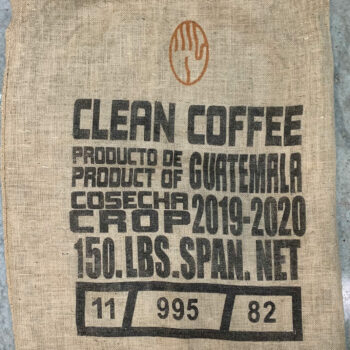 CLEAN COFFEE
PRODUCTO DE
PRODUCT OF GUATEMALA
COSECHA
CROP 2019-2020
150.LBS.SPAN.NET
11 / 995 / 82